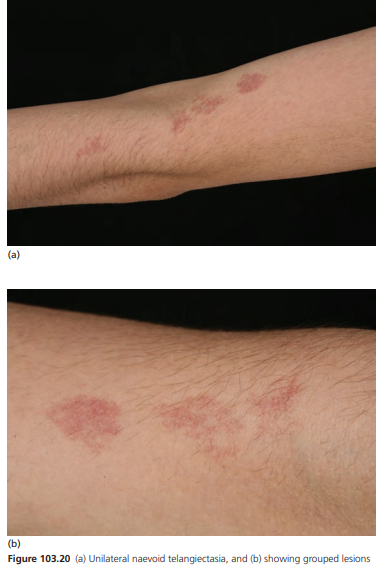 (a)
(b)
Figure 103.20 (a) Unilateral naevoid telangiectasia, and (b) showing grouped lesions